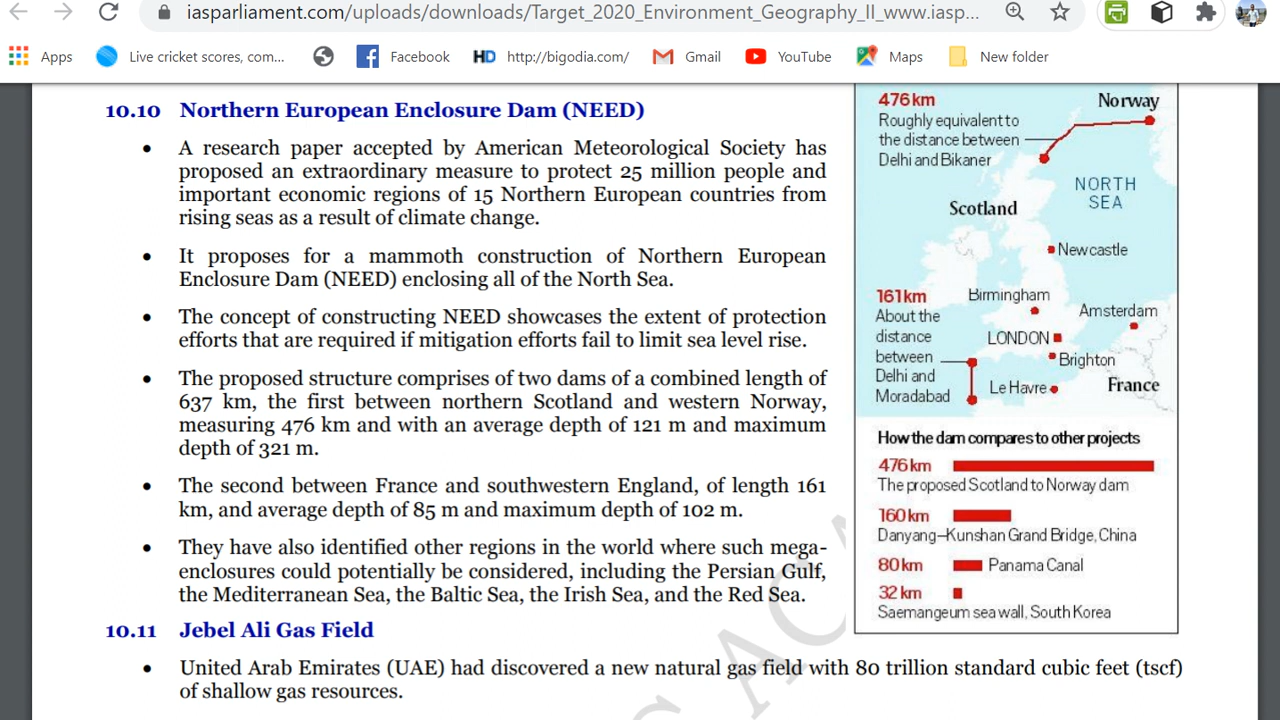 iasparliament.com/uploads/downloads/Target_2020_Environment_Geography_II_www.iasp...
Apps
Live cricket scores, com...
Facebook
HD
http://bigodia.com/
Gmail
YouTube
Maps
New folder
10.10 Northern European Enclosure Dam (NEED)
• A research paper accepted by American Meteorological Society has
proposed an extraordinary measure to protect 25 million people and
important economic regions of 15 Northern European countries from
rising seas as a result of climate change.
• It proposes for a mammoth construction of Northern European
Enclosure Dam (NEED) enclosing all of the North Sea.
• The concept of constructing NEED showcases the extent of protection
efforts that are required if mitigation efforts fail to limit sea level rise.
• The proposed structure comprises of two dams of a combined length of
637 km, the first between northern Scotland and western Norway,
measuring 476 km and with an average depth of 121 m and maximum
depth of 321 m.
• The second between France and southwestern England, of length 161
km, and average depth of 85 m and maximum depth of 102 m.
• They have also identified other regions in the world where such mega-
enclosures could potentially be considered, including the Persian Gulf,
the Mediterranean Sea, the Baltic Sea, the Irish Sea, and the Red Sea.
476 km
Roughly equivalent to
the distance between
Delhi and Bikaner
Norway
NORTH
SEA
Scotland
Newcastle
161 km
About the
distance
between
Delhi and
Moradabad
Birmingham
Amsterdam
LONDON
Brighton
Le Havre
France
How the dam compares to other projects
476 km
The proposed Scotland to Norway dam
160 km
Danyang–Kunshan Grand Bridge, China
80 km Panama Canal
32 km
Saemangeum sea wall, South Korea
10.11 Jebel Ali Gas Field
• United Arab Emirates (UAE) had discovered a new natural gas field with 80 trillion standard cubic feet (tscf)
of shallow gas resources.